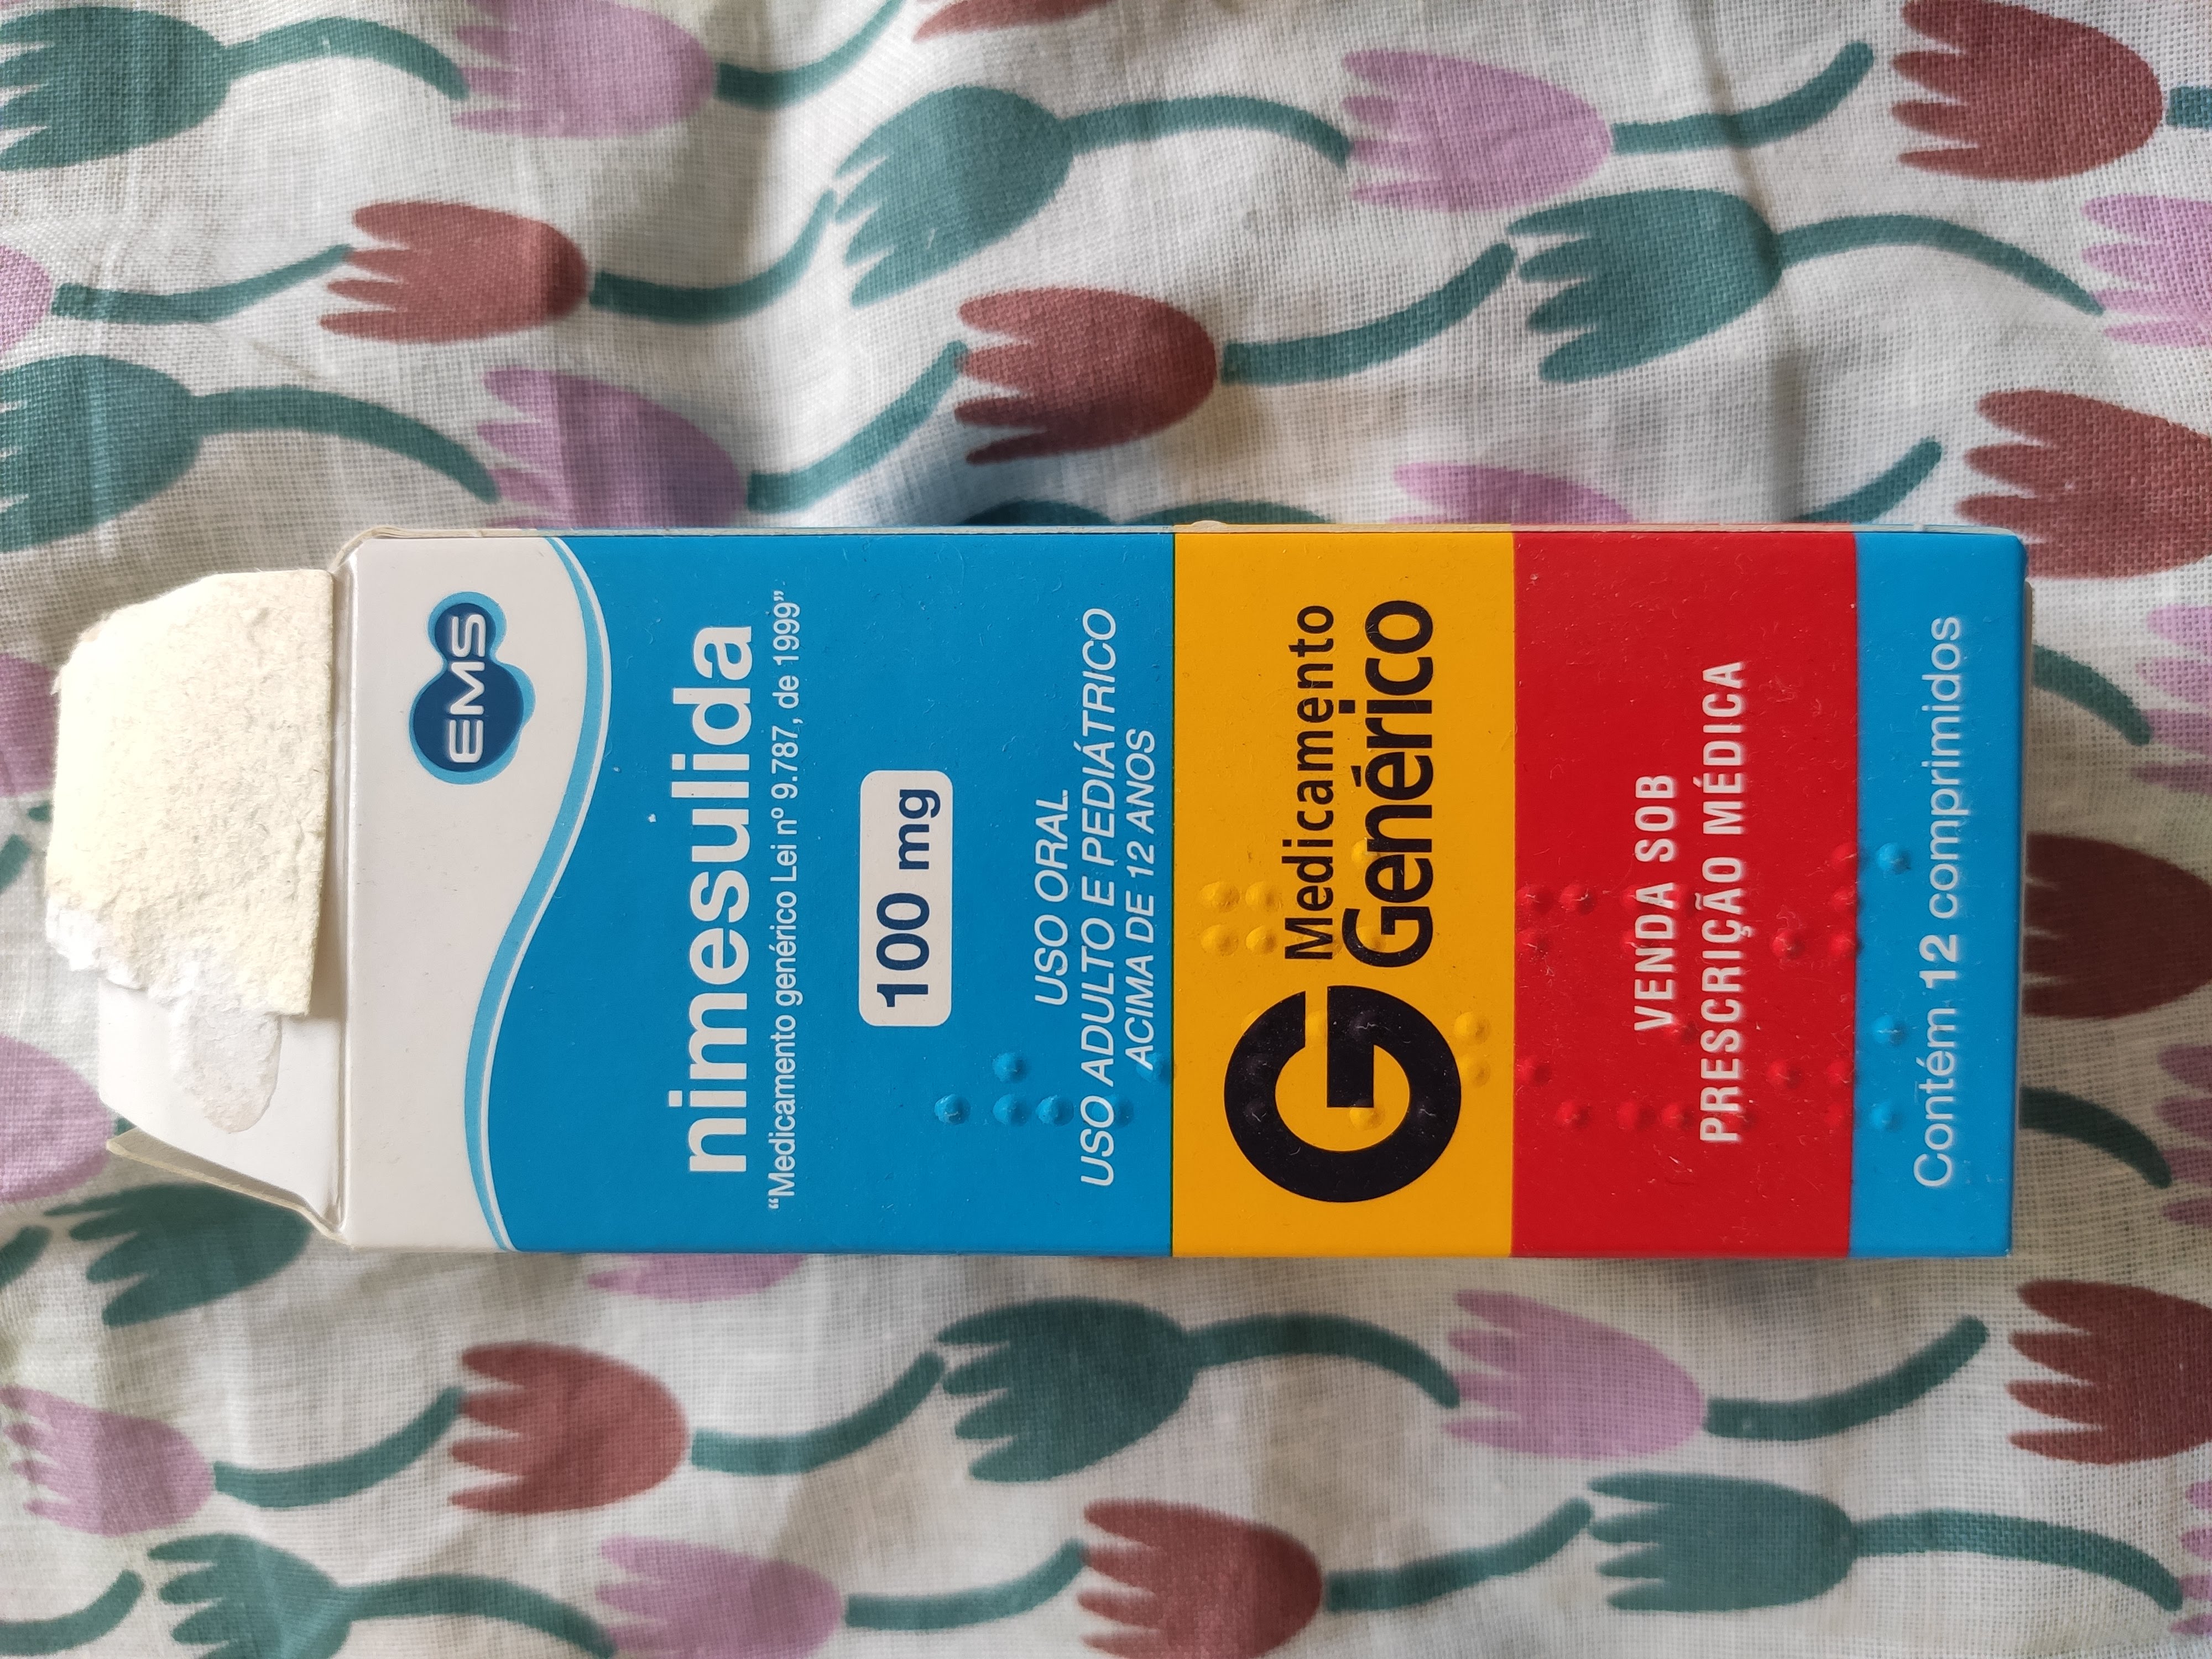 EMS
nimesulida
“Medicamento genérico Lei nº 9.787, de 1999”
100 mg
USO ORAL
USO ADULTO E PEDIÁTRICO
ACIMA DE 12 ANOS
G Medicamento
Genérico
VENDA SOB
PRESCRIÇÃO MÉDICA
Contém 12 comprimidos